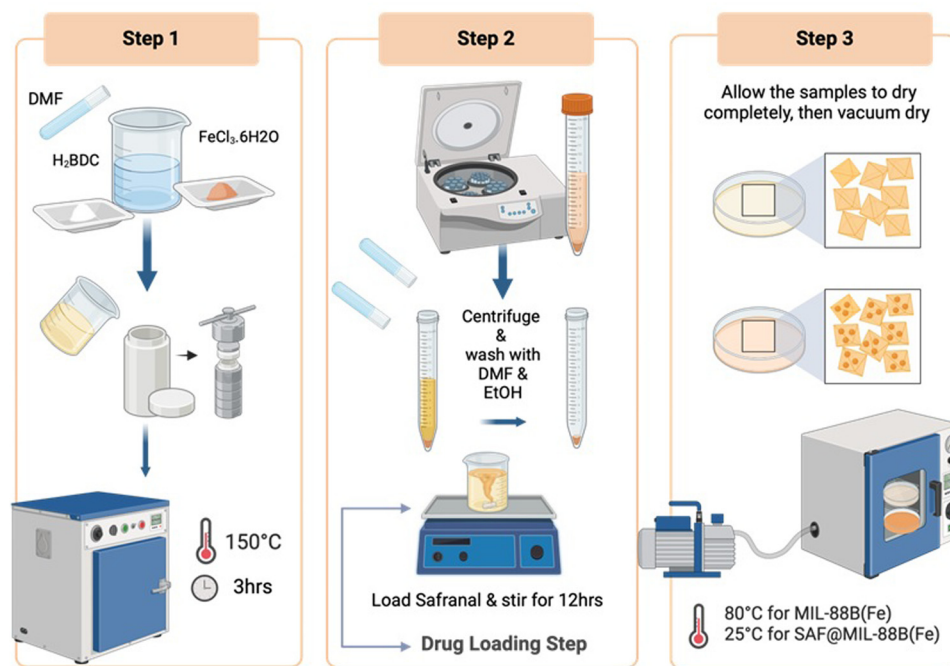 Step 1
DMF
FeCl₃.6H2O
H₂BDC
150°C
3hrs
Step 2
Centrifuge
&
wash with
DMF &
EtOH
Load Safranal & stir for 12hrs
Drug Loading Step
Step 3
Allow the samples to dry
completely, then vacuum dry
80°C for MIL-88B(Fe)
25°C for SAF@MIL-88B(Fe)